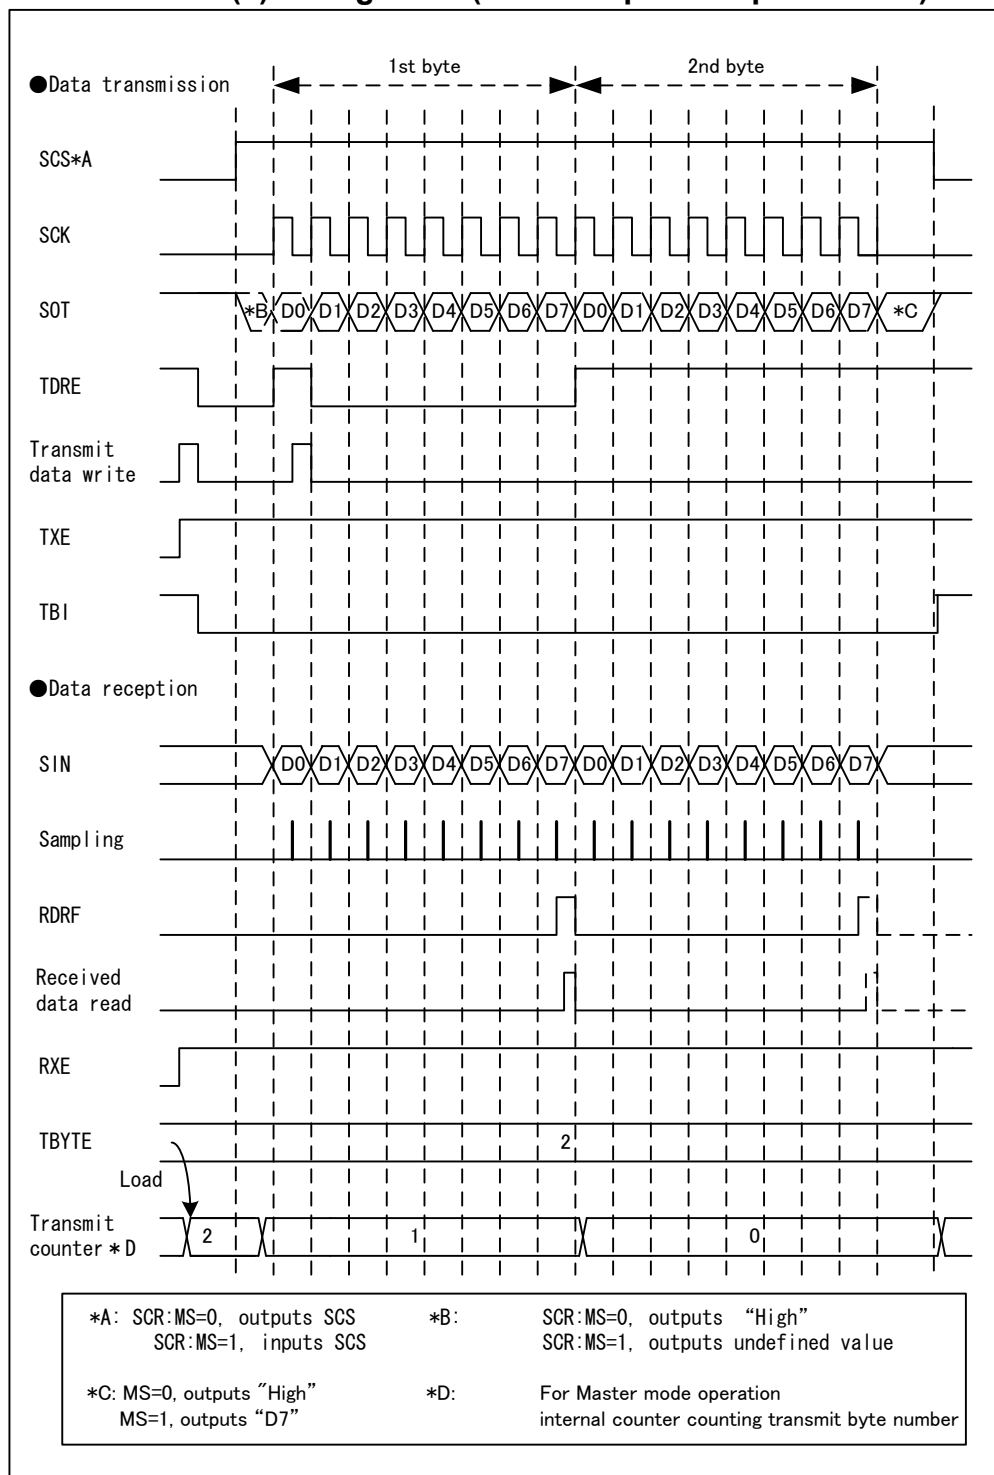 ●Data transmission
1st byte 2nd byte
SCS*A
SCK
SOT *B D0 D1 D2 D3 D4 D5 D6 D7 D0 D1 D2 D3 D4 D5 D6 D7 *C
TDRE
Transmit
data write
TXE
TBI
●Data reception
SIN D0 D1 D2 D3 D4 D5 D6 D7 D0 D1 D2 D3 D4 D5 D6 D7
Sampling
RDRF
Received
data read
RXE
TBYTE 2
Load
Transmit
counter *D 2 1 0
*A: SCR:MS=0, outputs SCS
SCR:MS=1, inputs SCS
*B: SCR:MS=0, outputs “High”
SCR:MS=1, outputs undefined value
*C: MS=0, outputs "High”
MS=1, outputs “D7”
*D: For Master mode operation
internal counter counting transmit byte number